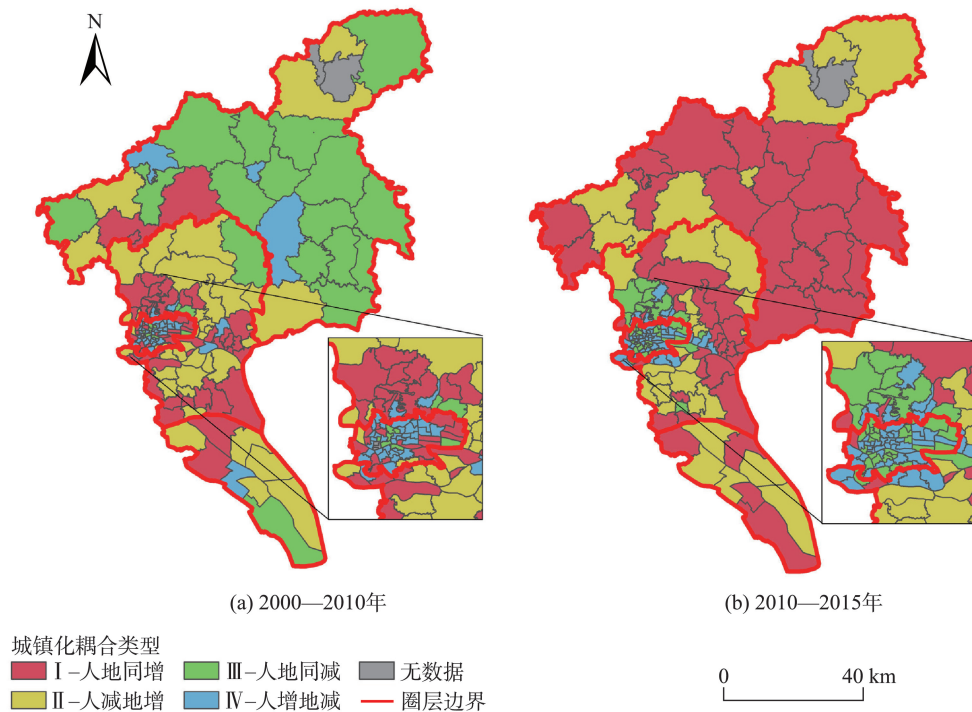 N
(a) 2000—2010年
(b) 2010—2015年
城镇化耦合类型
Ⅰ-人地同增
Ⅲ-人地同减
无数据
Ⅱ-人减地增
Ⅳ-人增地减
圈层边界
0
40 km